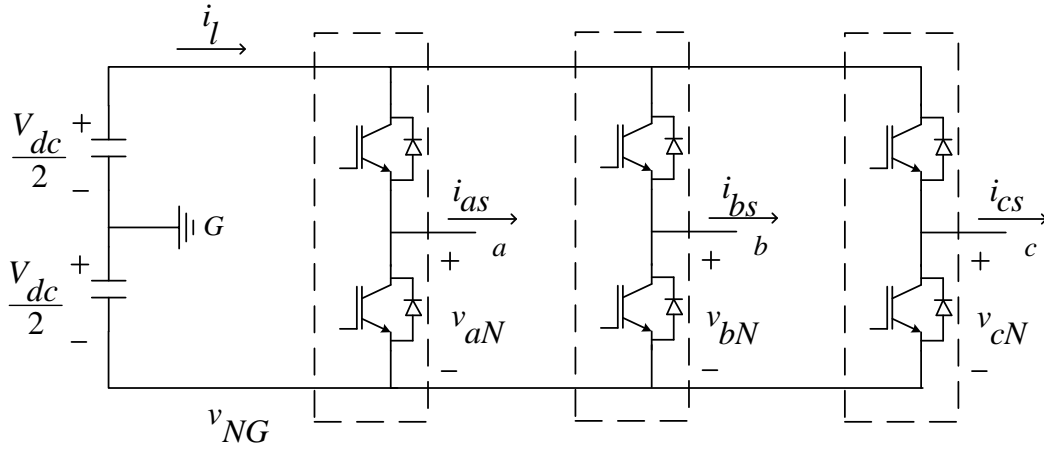 i_l
V_dc/2
+
−
G
V_dc/2
+
−
v_NG
i_as
a
+
v_aN
−
i_bs
b
+
v_bN
−
i_cs
c
+
v_cN
−